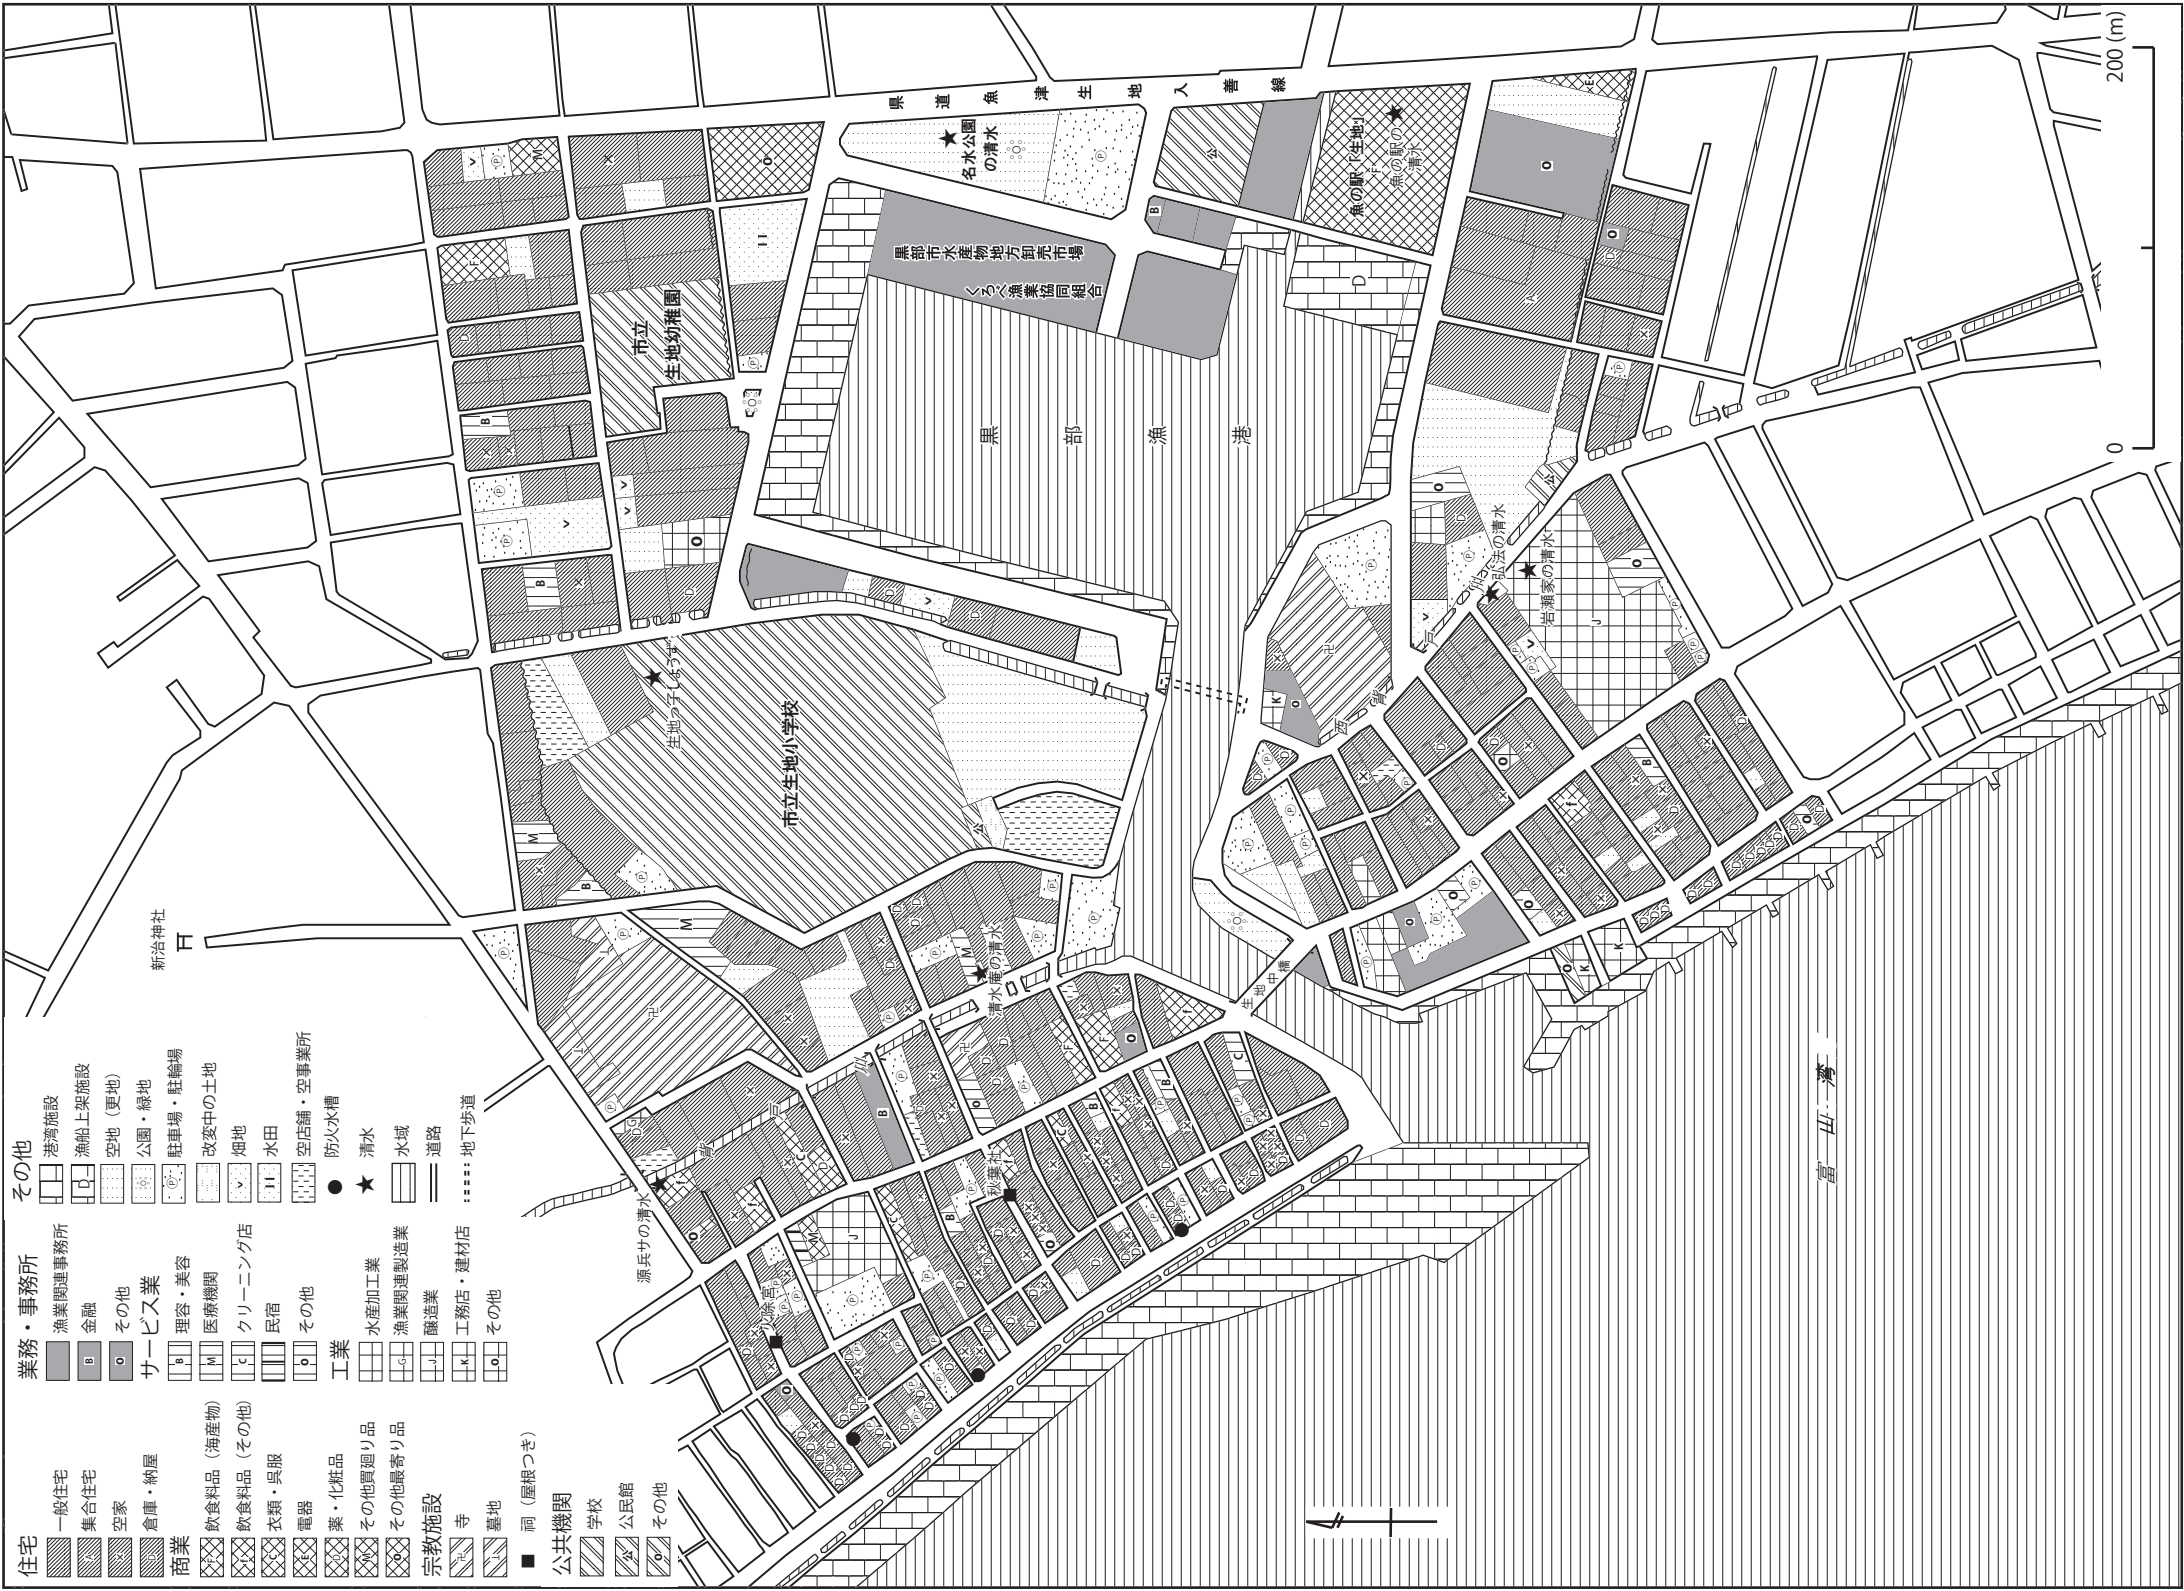 住宅
一般住宅
A 集合住宅
× 空家
D 倉庫・納屋
商業
F 飲食料品（海産物）
f 飲食料品（その他）
C 衣類・呉服
E 電器
D 薬・化粧品
M その他買廻り品
O その他最寄り品
宗教施設
卍 寺
⊥ 墓地
祠（屋根つき）
公共機関
学校
公 公民館
O その他
業務・事務所
漁業関連事務所
B 金融
O その他
サービス業
B 理容・美容
M 医療機関
C クリーニング店
民宿
O その他
工業
水産加工業
G 漁業関連製造業
J 醸造業
K 工務店・建材店
O その他
その他
港湾施設
D 漁船上架施設
空地（更地）
公園・緑地
P 駐車場・駐輪場
改変中の土地
V 畑地
II 水田
空店舗・空事業所
防火水槽
清水
水域
道路
地下歩道
新治神社
源兵サの清水
水除宮
秋葉社
清水庵の清水
背戸川
生地中橋
市立生地小学校
生地っ子しょうず
市立
生地幼稚園
県道魚津生地入善線
名水公園
の清水
黒部市水産物地方卸売市場
くろべ漁業協同組合
魚の駅「生地」
魚の駅の
清水
黒部漁港
弘法の清水
岩瀬家の清水
西背戸川
富山湾
0
200 (m)